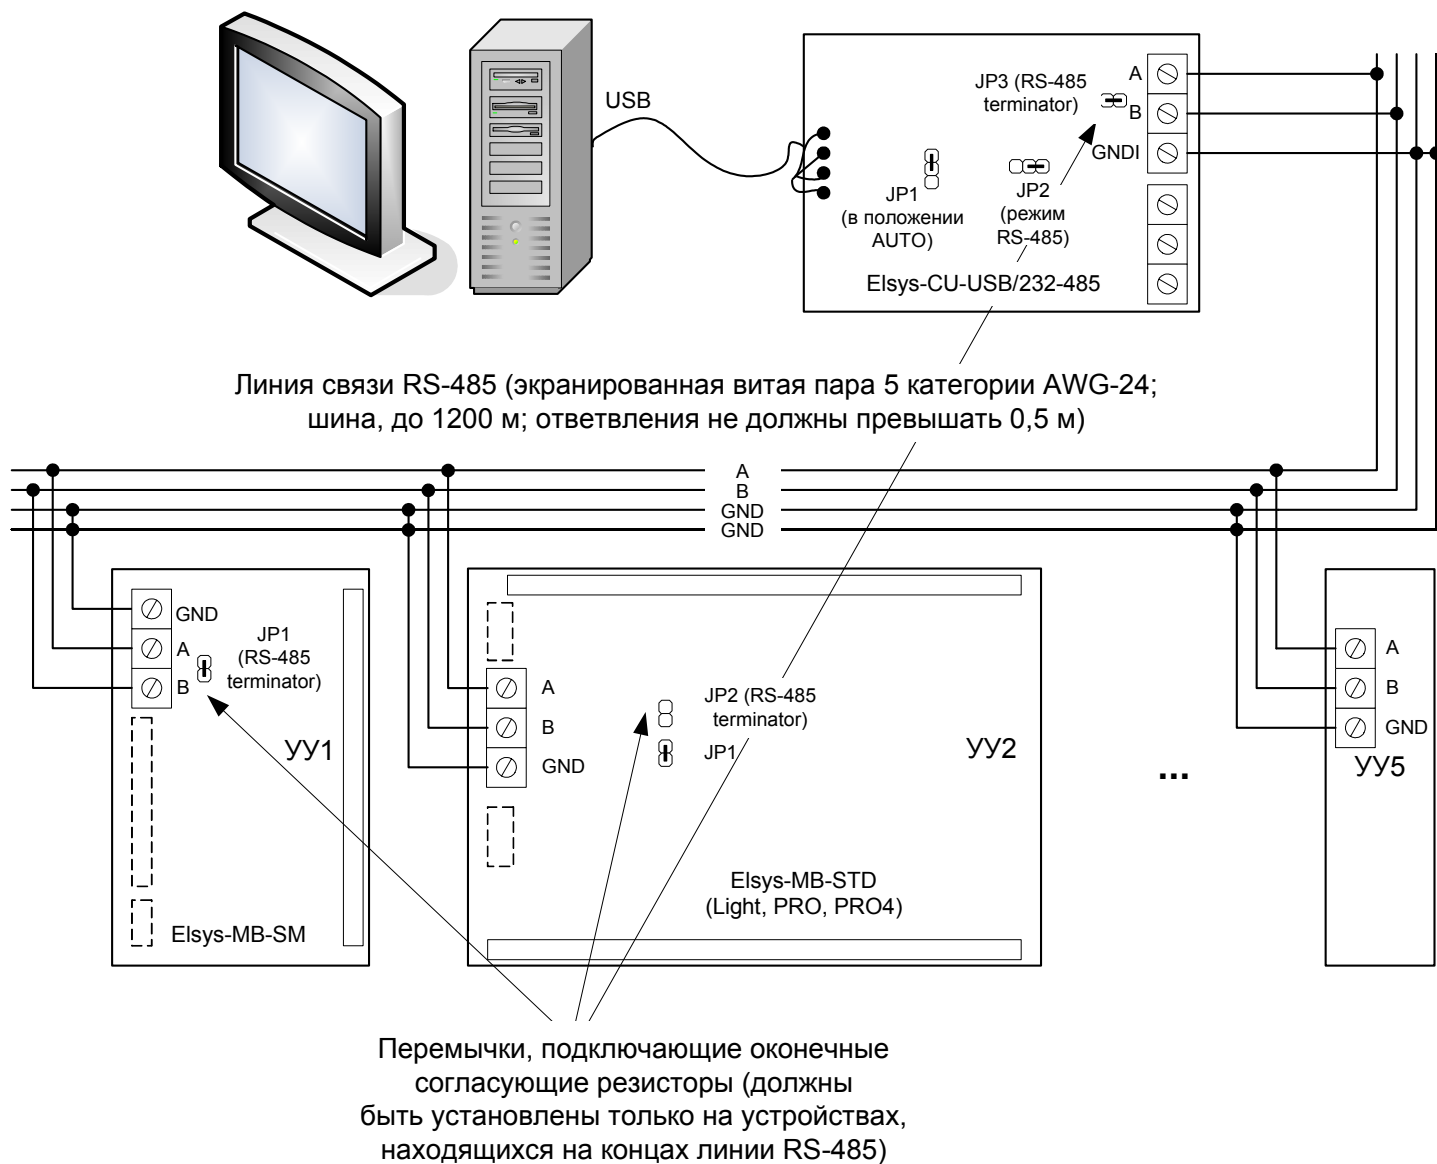 USB
JP3 (RS-485
terminator)
A
B
GNDI
JP1
(в положении
AUTO)
JP2
(режим
RS-485)
Elsys-CU-USB/232-485
Линия связи RS-485 (экранированная витая пара 5 категории AWG-24;
шина, до 1200 м; ответвления не должны превышать 0,5 м)
A
B
GND
GND
GND
A
B
JP1
(RS-485
terminator)
УУ1
Elsys-MB-SM
A
B
GND
JP2 (RS-485
terminator)
JP1
УУ2
Elsys-MB-STD
(Light, PRO, PRO4)
...
A
B
GND
УУ5
Перемычки, подключающие оконечные
согласующие резисторы (должны
быть установлены только на устройствах,
находящихся на концах линии RS-485)